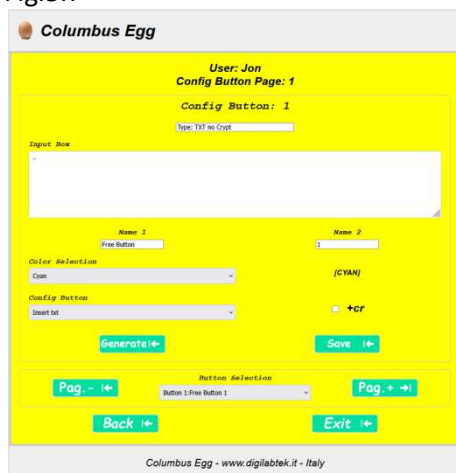 Columbus Egg
User: Jon
Config Button Page: 1
Config Button: 1
Type: TXT no Crypt
Input Box
-
Name 1 Name 2
Free Button 1
Color Selection
Cyan [CYAN]
Config Button
Insert txt +cr
Generate Save
Button Selection
Pag.- Button 1:Free Button 1 Pag.+
Back Exit
Columbus Egg - www.digilabtek.it - Italy